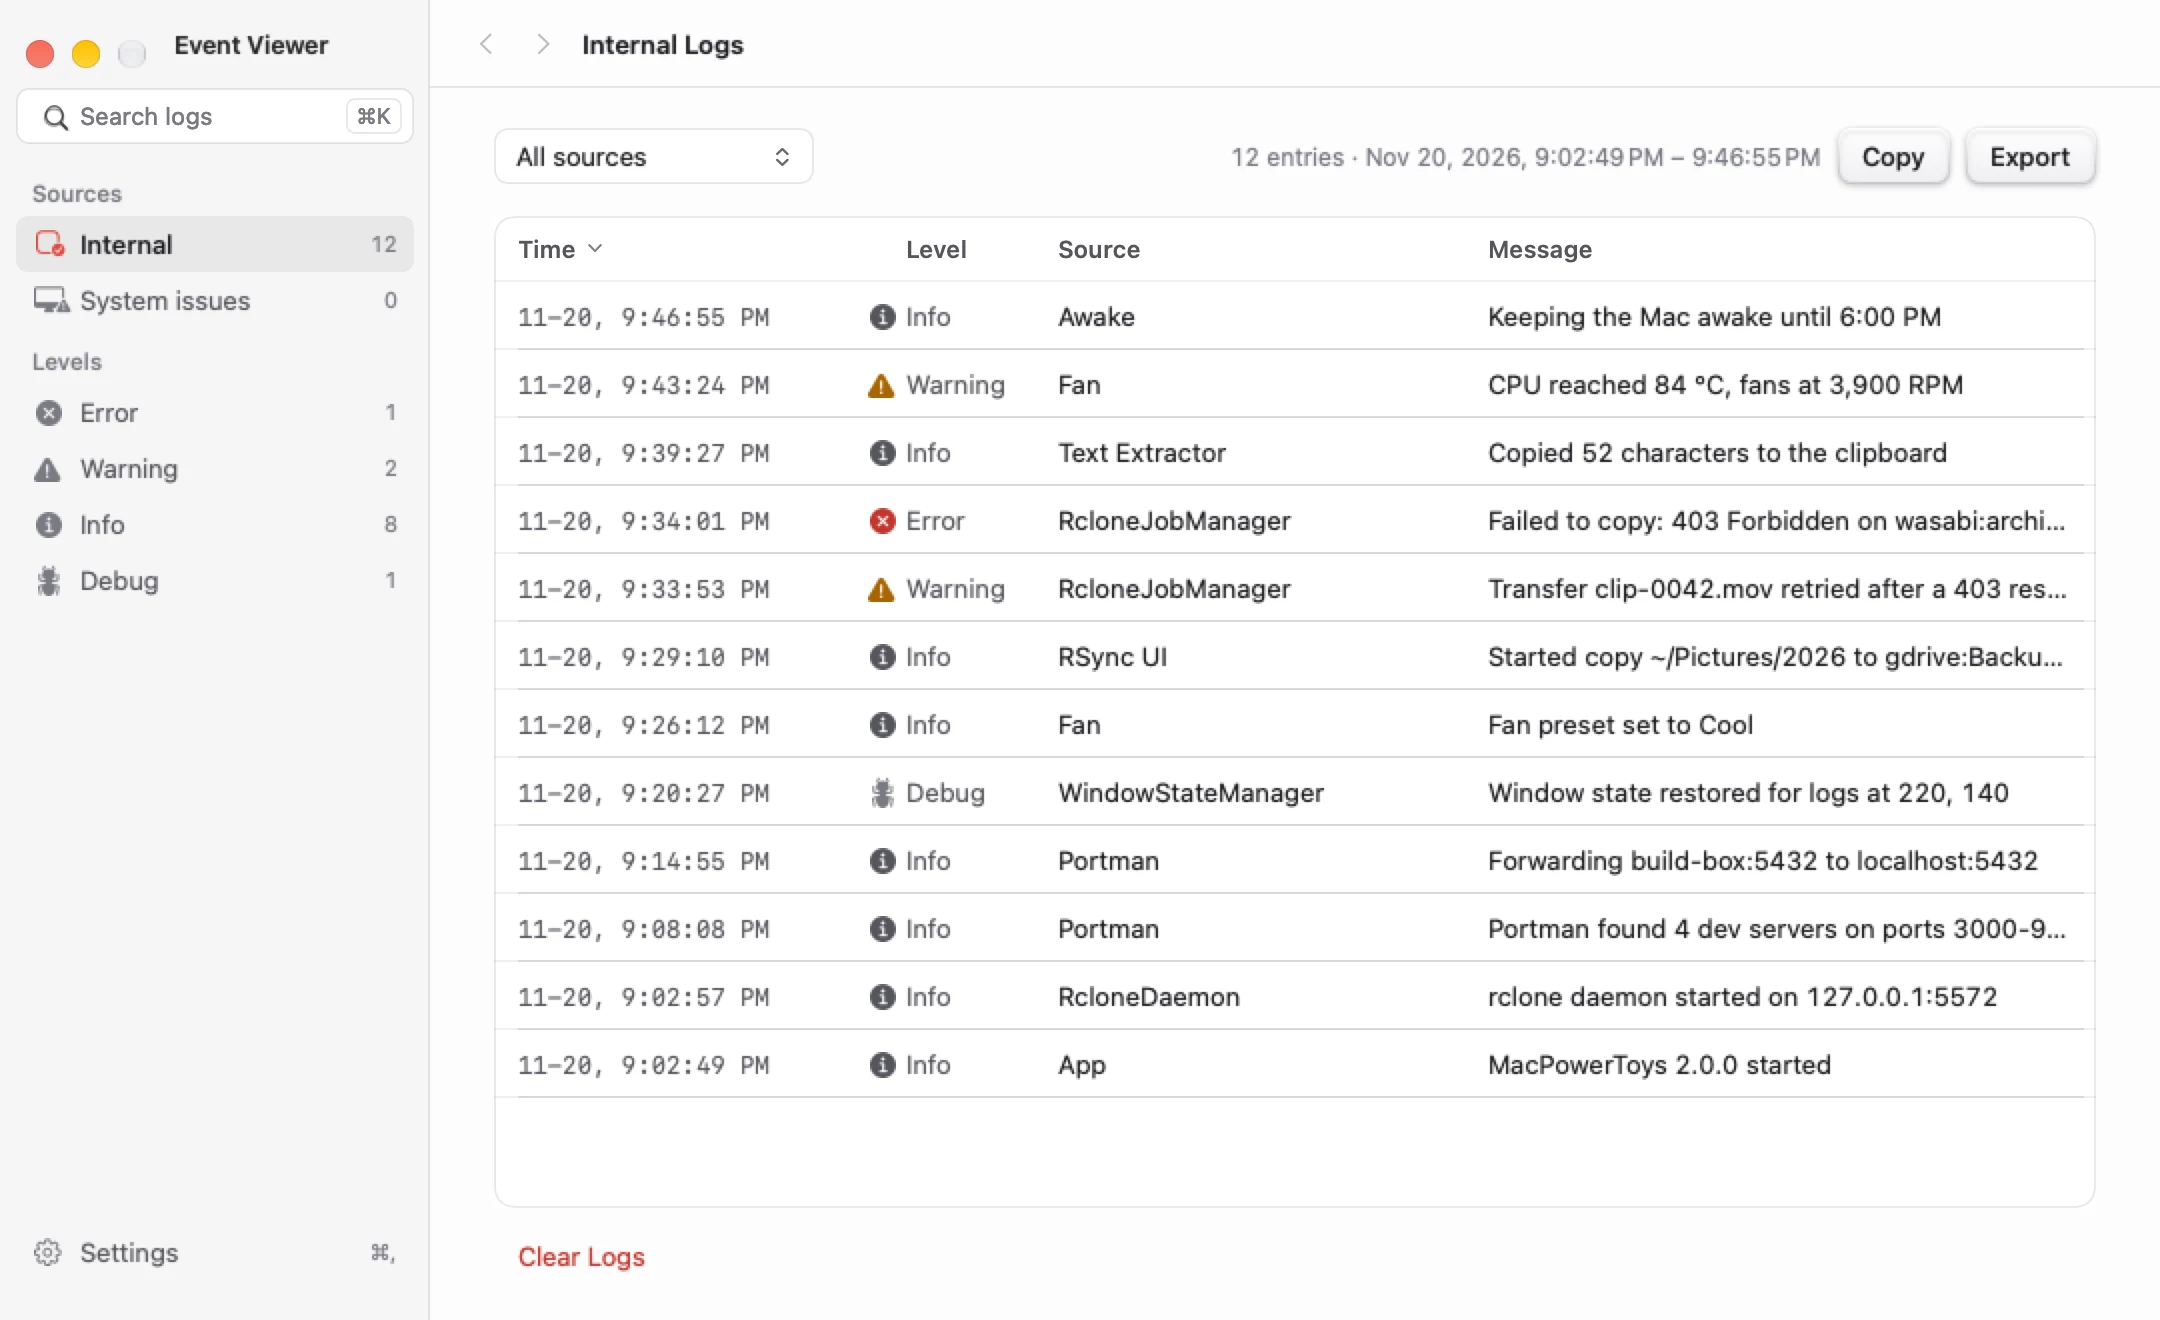 Event Viewer
Search logs ⌘K
Sources
Internal 12
System issues 0
Levels
Error 1
Warning 2
Info 8
Debug 1
Settings ⌘,
Internal Logs
All sources
12 entries · Nov 20, 2026, 9:02:49 PM – 9:46:55 PM
Copy
Export
Time Level Source Message
11-20, 9:46:55 PM Info Awake Keeping the Mac awake until 6:00 PM
11-20, 9:43:24 PM Warning Fan CPU reached 84 °C, fans at 3,900 RPM
11-20, 9:39:27 PM Info Text Extractor Copied 52 characters to the clipboard
11-20, 9:34:01 PM Error RcloneJobManager Failed to copy: 403 Forbidden on wasabi:archi...
11-20, 9:33:53 PM Warning RcloneJobManager Transfer clip-0042.mov retried after a 403 res...
11-20, 9:29:10 PM Info RSync UI Started copy ~/Pictures/2026 to gdrive:Backu...
11-20, 9:26:12 PM Info Fan Fan preset set to Cool
11-20, 9:20:27 PM Debug WindowStateManager Window state restored for logs at 220, 140
11-20, 9:14:55 PM Info Portman Forwarding build-box:5432 to localhost:5432
11-20, 9:08:08 PM Info Portman Portman found 4 dev servers on ports 3000-9...
11-20, 9:02:57 PM Info RcloneDaemon rclone daemon started on 127.0.0.1:5572
11-20, 9:02:49 PM Info App MacPowerToys 2.0.0 started
Clear Logs